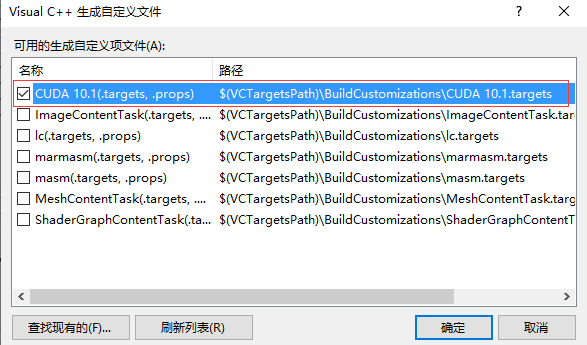 Visual C++ 生成自定义文件
可用的生成自定义项文件(A):
名称 路径
CUDA 10.1(.targets, .props) $(VCTargetsPath)\BuildCustomizations\CUDA 10.1.targets
ImageContentTask(.targets, .... $(VCTargetsPath)\BuildCustomizations\ImageContentTask.tar
lc(.targets, .props) $(VCTargetsPath)\BuildCustomizations\lc.targets
marmasm(.targets, .props) $(VCTargetsPath)\BuildCustomizations\marmasm.targets
masm(.targets, .props) $(VCTargetsPath)\BuildCustomizations\masm.targets
MeshContentTask(.targets, .... $(VCTargetsPath)\BuildCustomizations\MeshContentTask.targ
ShaderGraphContentTask(.ta... $(VCTargetsPath)\BuildCustomizations\ShaderGraphContentT
查找现有的(F)... 刷新列表(R) 确定 取消